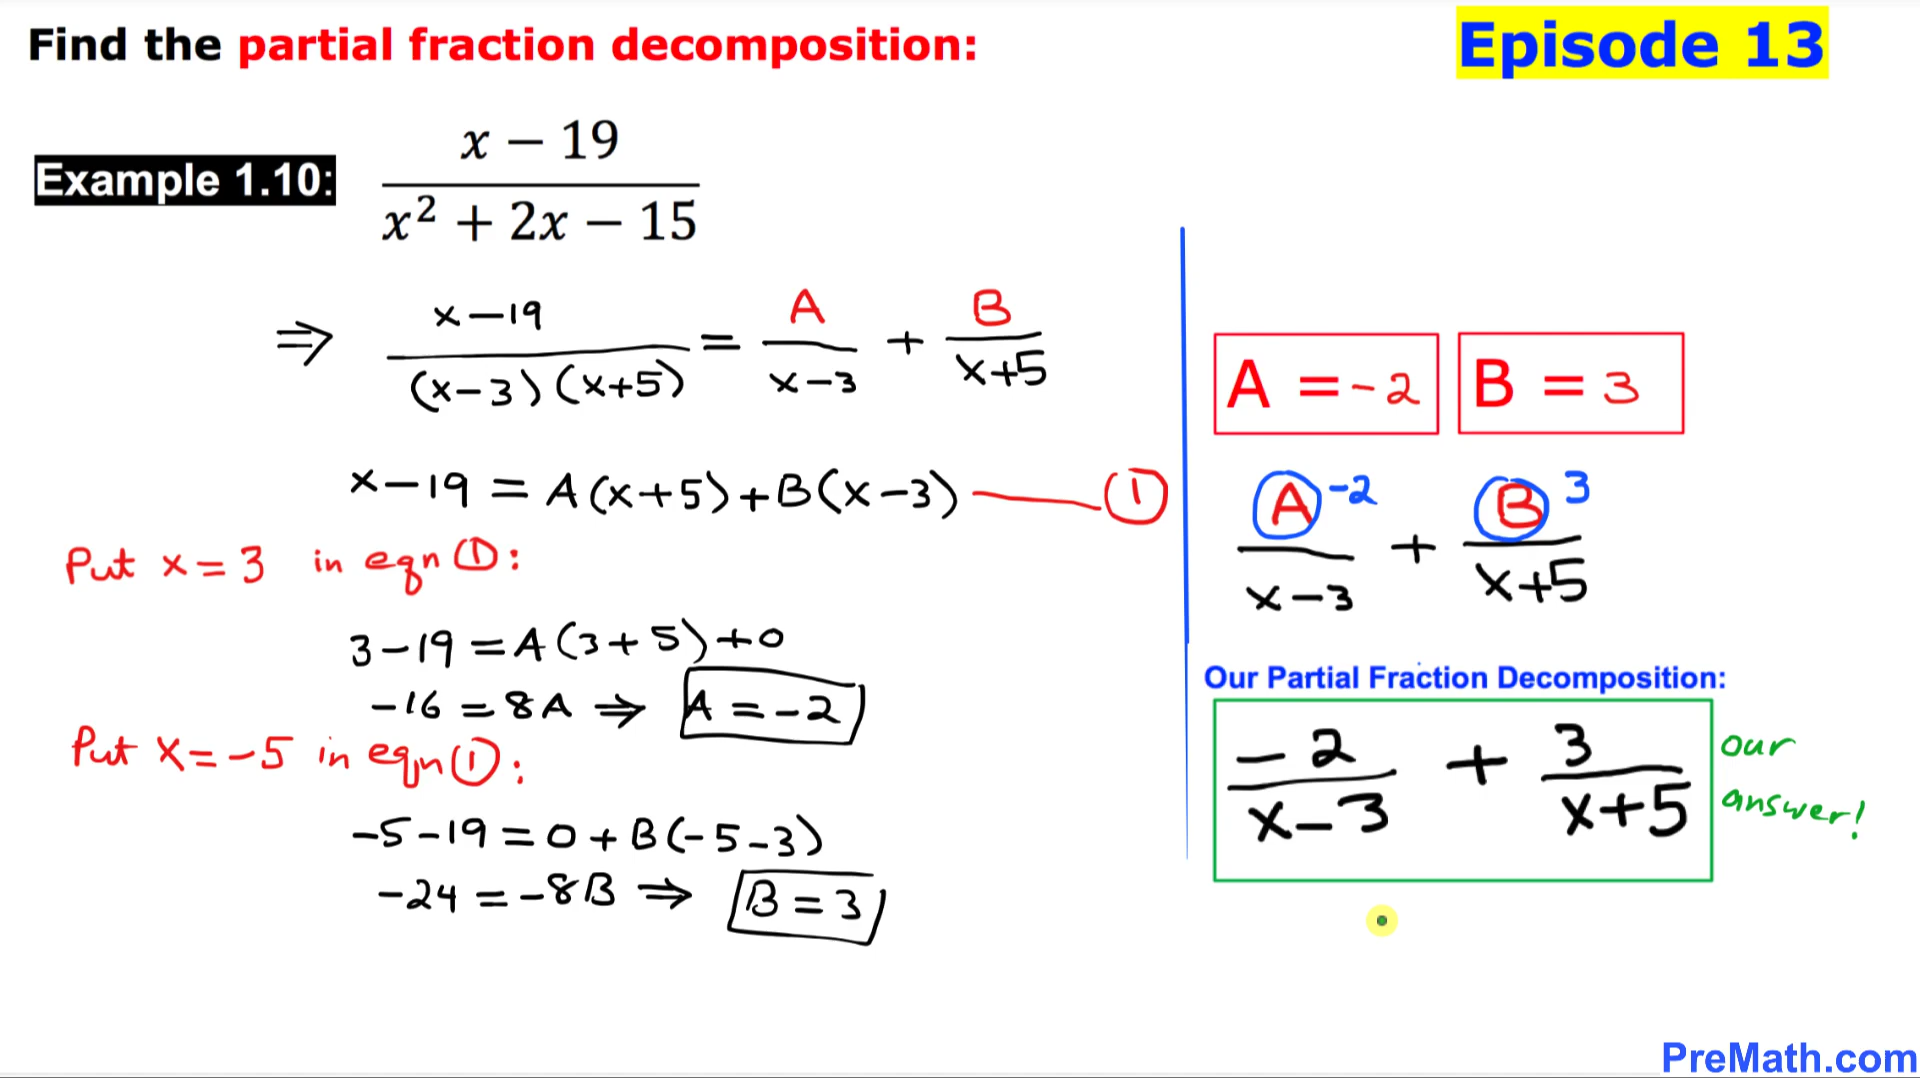 Find the partial fraction decomposition:
Episode 13
Example 1.10: x − 19 / x² + 2x − 15
⇒ x − 19 / (x − 3)(x + 5) = A / x − 3 + B / x + 5
x − 19 = A(x + 5) + B(x − 3) — ①
Put x = 3 in eqn ①:
3 − 19 = A(3 + 5) + 0
−16 = 8A ⇒ A = −2
Put x = −5 in eqn ①:
−5 − 19 = 0 + B(−5 − 3)
−24 = −8B ⇒ B = 3
A = −2 B = 3
A −2 / x − 3 + B 3 / x + 5
Our Partial Fraction Decomposition:
−2 / x − 3 + 3 / x + 5
our
answer!
PreMath.com